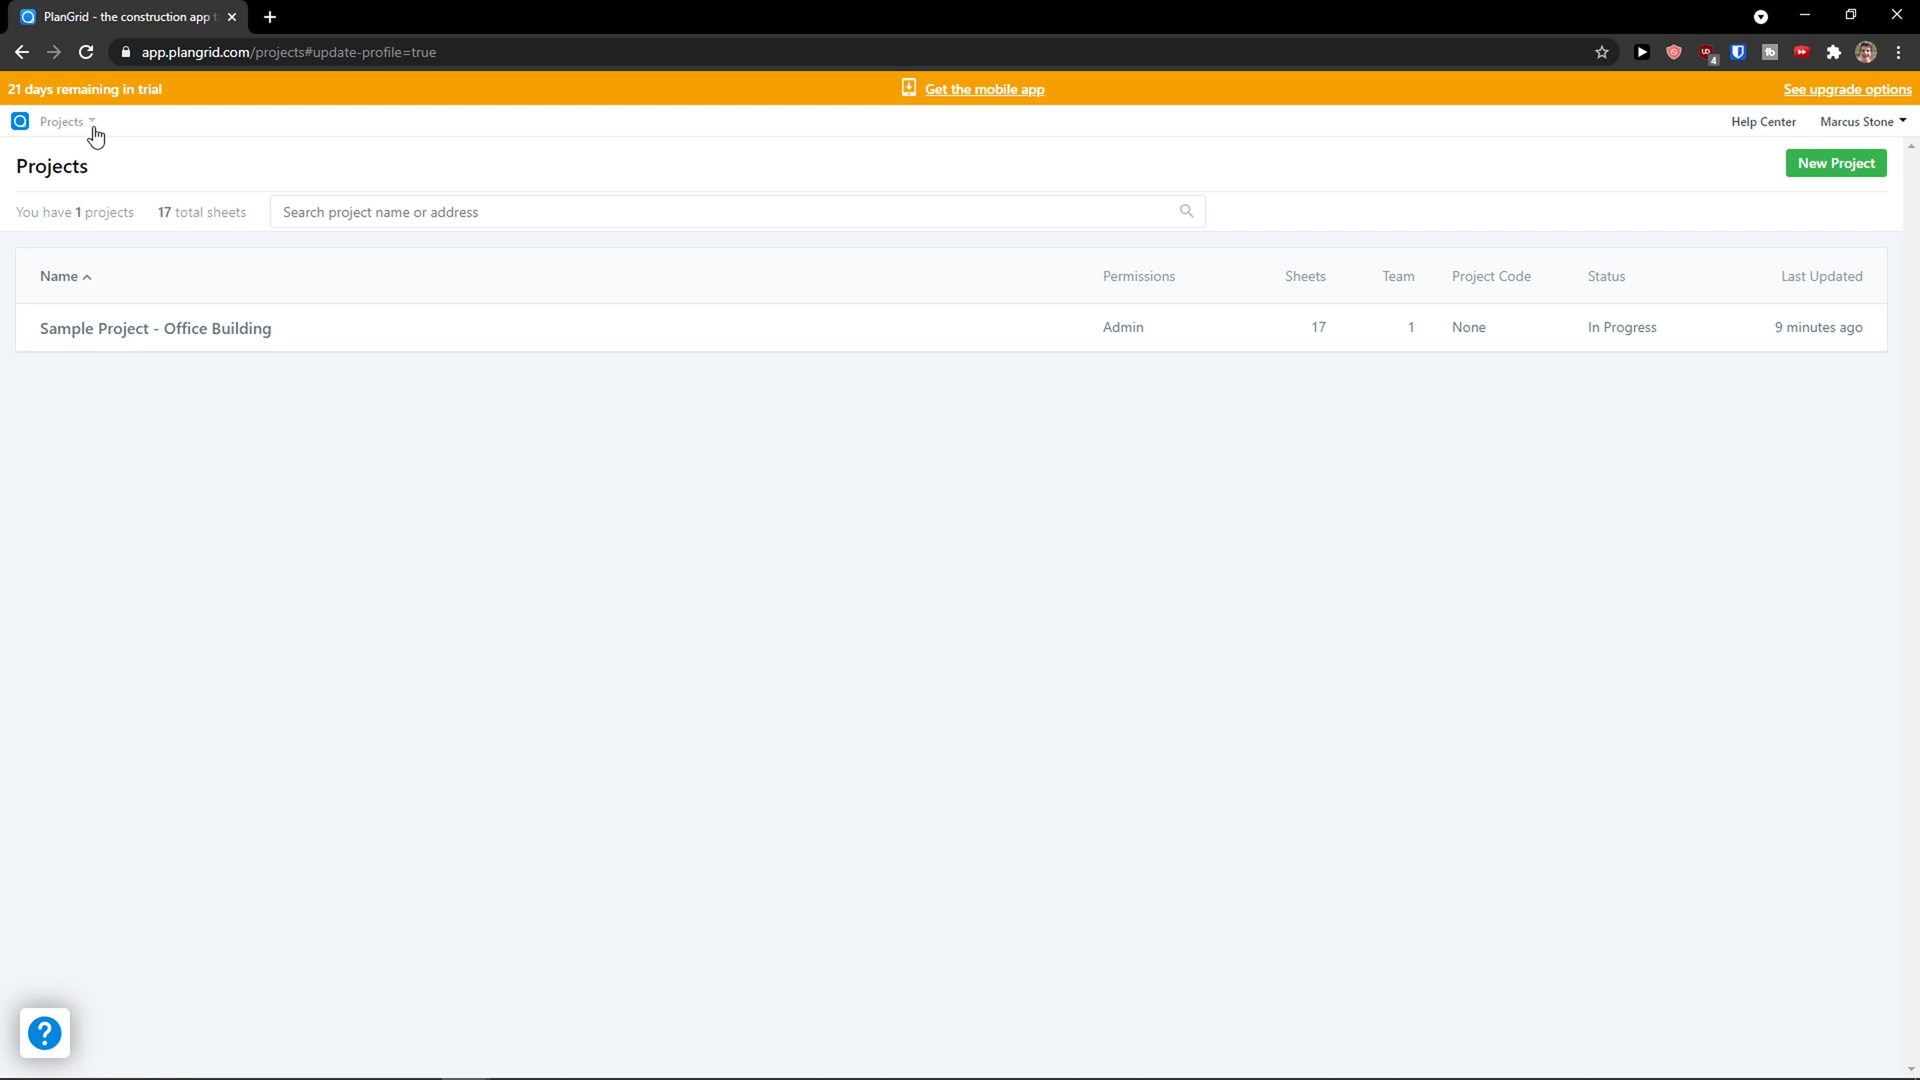 PlanGrid - the construction app t
app.plangrid.com/projects#update-profile=true
4
21 days remaining in trial
Get the mobile app
See upgrade options
Projects
Help Center
Marcus Stone
Projects
New Project
You have 1 projects
17 total sheets
Search project name or address
Name
Permissions
Sheets
Team
Project Code
Status
Last Updated
Sample Project - Office Building
Admin
17
1
None
In Progress
9 minutes ago
?